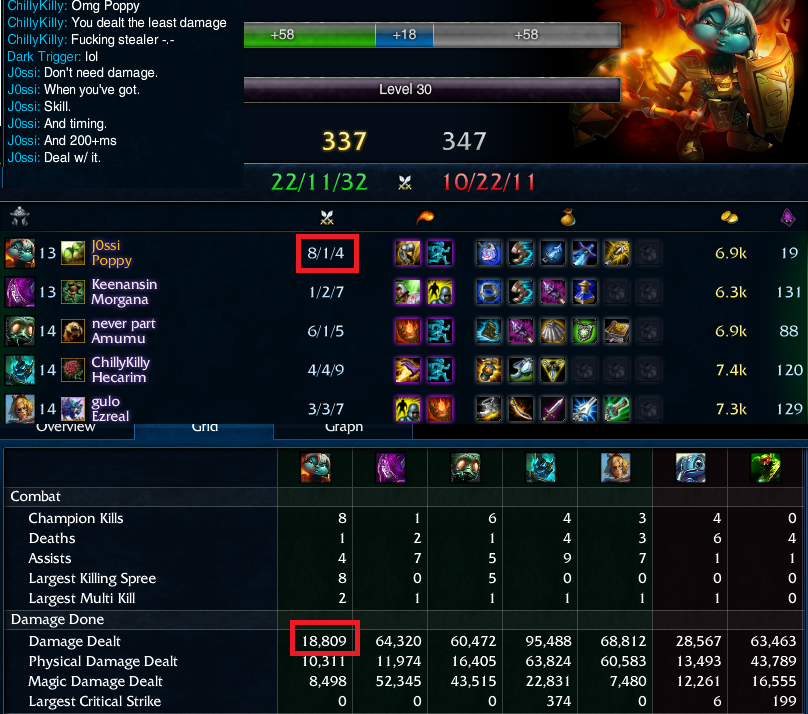 ChillyKilly: Omg Poppy
ChillyKilly: You dealt the least damage
ChillyKilly: Fucking stealer -.-
Dark Trigger: lol
J0ssi: Don't need damage.
J0ssi: When you've got.
J0ssi: Skill.
J0ssi: And timing.
J0ssi: And 200+ms
J0ssi: Deal w/ it.
+58 +18 +58
Level 30
337 347
22/11/32 10/22/11
13 J0ssi Poppy 8/1/4 6.9k 19
13 Keenansin Morgana 1/2/7 6.3k 131
14 never part Amumu 6/1/5 6.9k 88
14 ChillyKilly Hecarim 4/4/9 7.4k 120
14 gulo Ezreal 3/3/7 7.3k 129
Overview Grid Graph
Combat
Champion Kills 8 1 6 4 3 4 0
Deaths 1 2 1 4 3 6 4
Assists 4 7 5 9 7 1 1
Largest Killing Spree 8 0 5 0 0 0 0
Largest Multi Kill 2 1 1 1 1 1 0
Damage Done
Damage Dealt 18,809 64,320 60,472 95,488 68,812 28,567 63,463
Physical Damage Dealt 10,311 11,974 16,405 63,824 60,583 13,493 43,789
Magic Damage Dealt 8,498 52,345 43,515 22,831 7,480 12,261 16,555
Largest Critical Strike 0 0 0 374 0 6 199